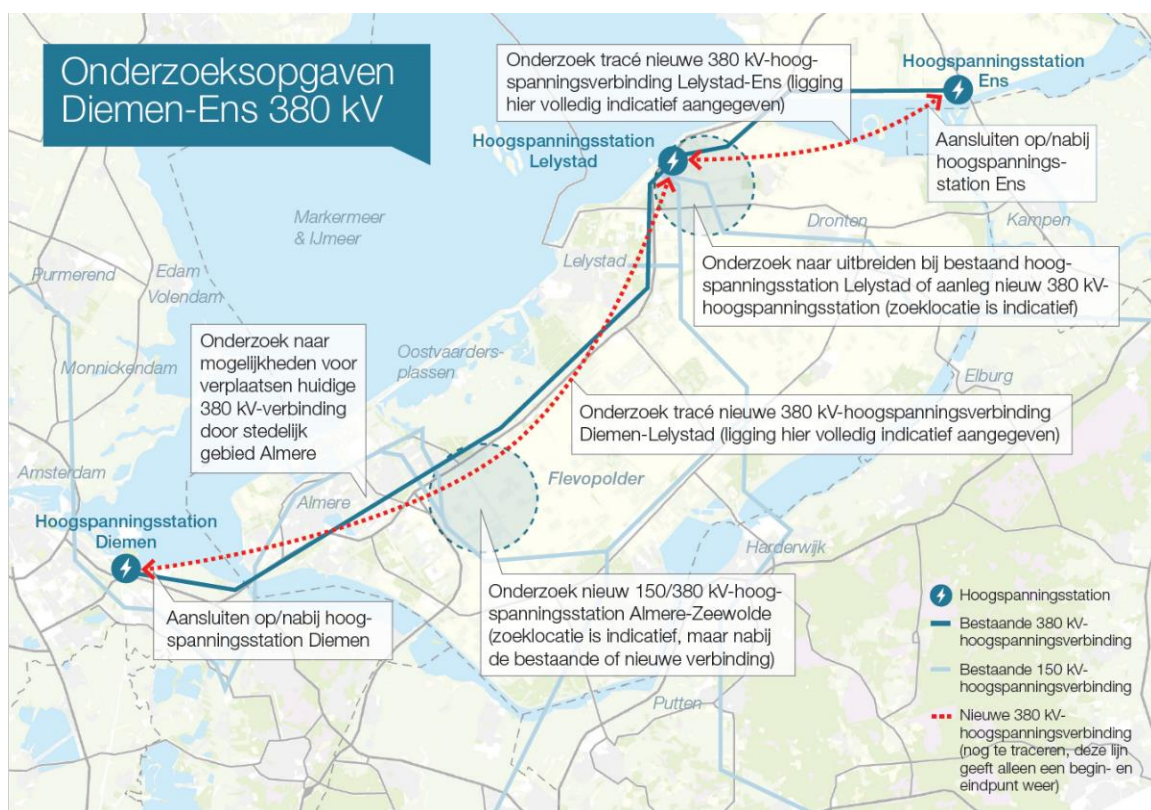 Onderzoeksopgaven
Diemen-Ens 380 kV
Onderzoek tracé nieuwe 380 kV-hoog-
spanningsverbinding Lelystad-Ens (ligging
hier volledig indicatief aangegeven)
Hoogspanningsstation
Ens
Hoogspanningsstation
Lelystad
Aansluiten op/nabij
hoogspannings-
station Ens
Markermeer
& IJmeer
Dronten
Kampen
Purmerend
Edam
Volendam
Lelystad
Onderzoek naar uitbreiden bij bestaand hoog-
spanningsstation Lelystad of aanleg nieuw 380 kV-
hoogspanningsstation (zoeklocatie is indicatief)
Onderzoek naar
mogelijkheden voor
verplaatsen huidige
380 kV-verbinding
door stedelijk
gebied Almere
Monnickendam
Oostvaarders-
plassen
Elburg
Onderzoek tracé nieuwe 380 kV-hoogspanningsverbinding
Diemen-Lelystad (ligging hier volledig indicatief aangegeven)
Amsterdam
Almere
Flevopolder
Hoogspanningsstation
Diemen
Harderwijk
Aansluiten op/nabij hoog-
spanningsstation Diemen
Onderzoek nieuw 150/380 kV-hoog-
spanningsstation Almere-Zeewolde
(zoeklocatie is indicatief, maar nabij
de bestaande of nieuwe verbinding)
Putten
Hoogspanningsstation
Bestaande 380 kV-
hoogspanningsverbinding
Bestaande 150 kV-
hoogspanningsverbinding
Nieuwe 380 kV-
hoogspanningsverbinding
(nog te traceren, deze lijn
geeft alleen een begin- en
eindpunt weer)